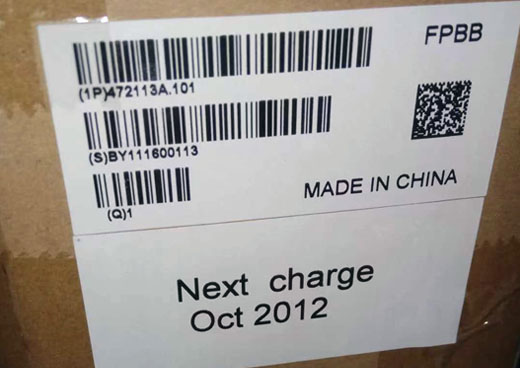 FPBB
(1P)472113A.101
(S)BY111600113
(Q)1
MADE IN CHINA
Next charge
Oct 2012